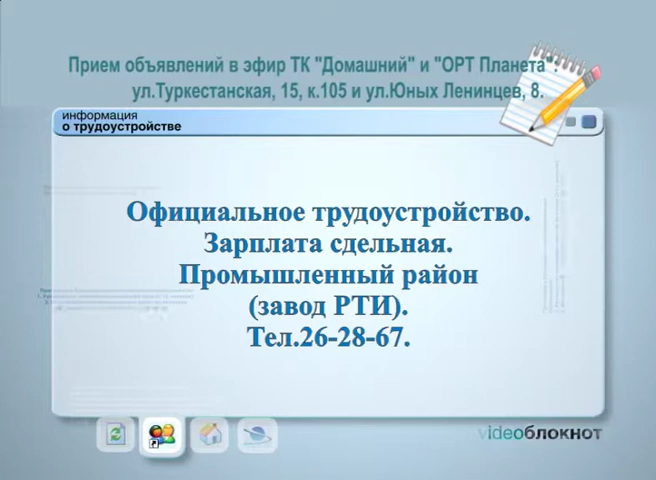 Прием объявлений в эфир ТК "Домашний" и "ОРТ Планета":
ул.Туркестанская, 15, к.105 и ул.Юных Ленинцев, 8.
информация
о трудоустройстве
Официальное трудоустройство.
Зарплата сдельная.
Промышленный район
(завод РТИ).
Тел.26-28-67.
videоблокнот